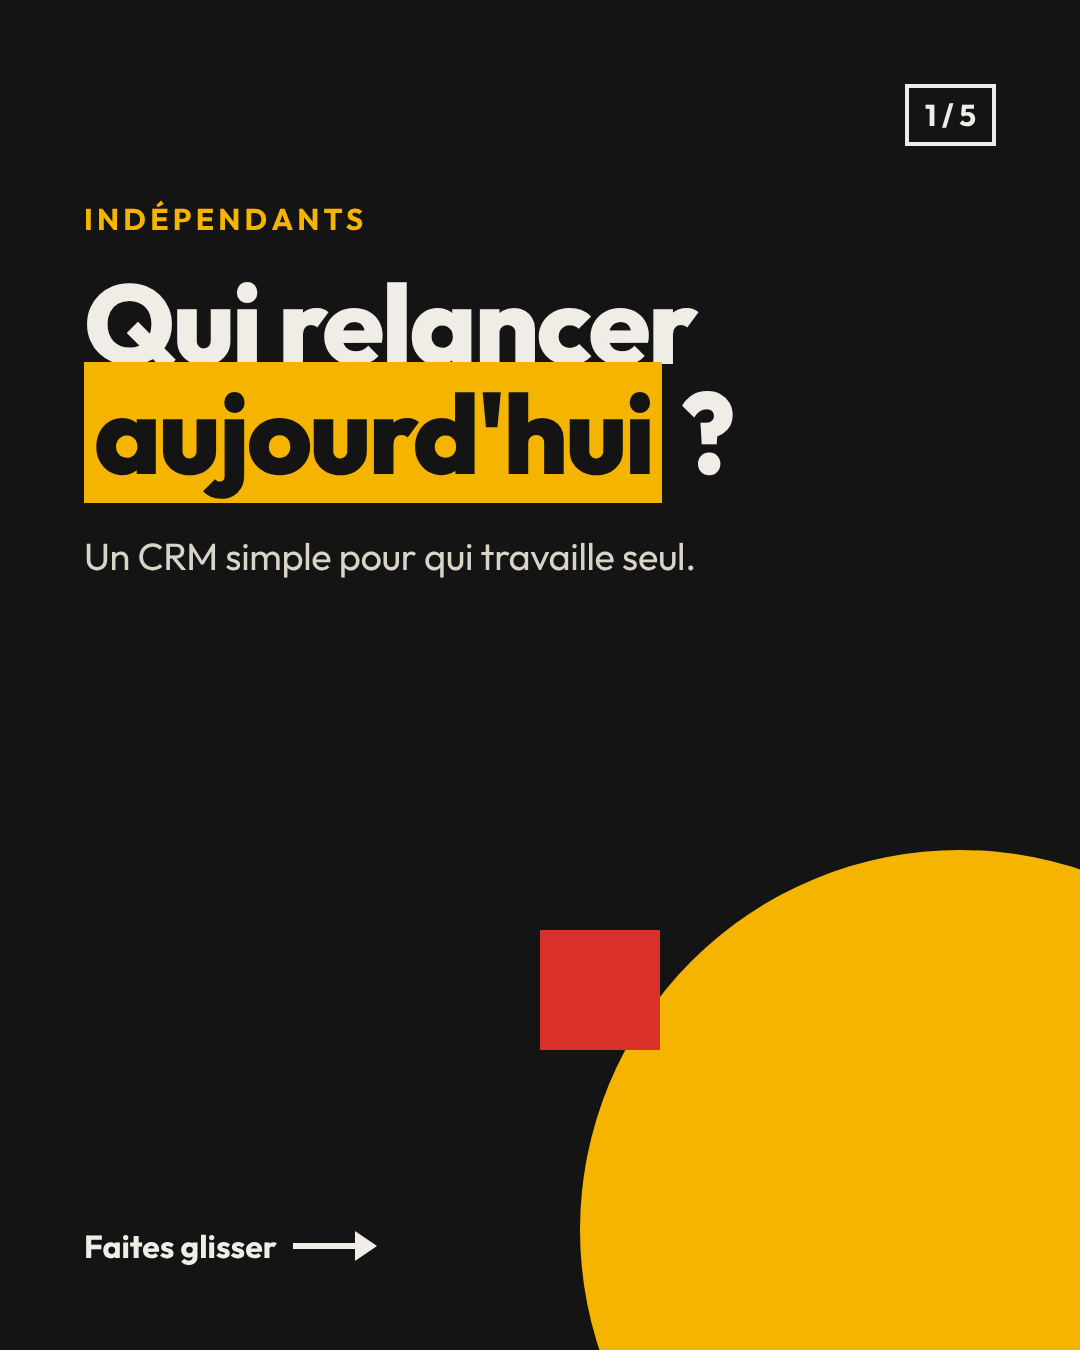 1/5
INDÉPENDANTS
Qui relancer
aujourd'hui ?
Un CRM simple pour qui travaille seul.
Faites glisser